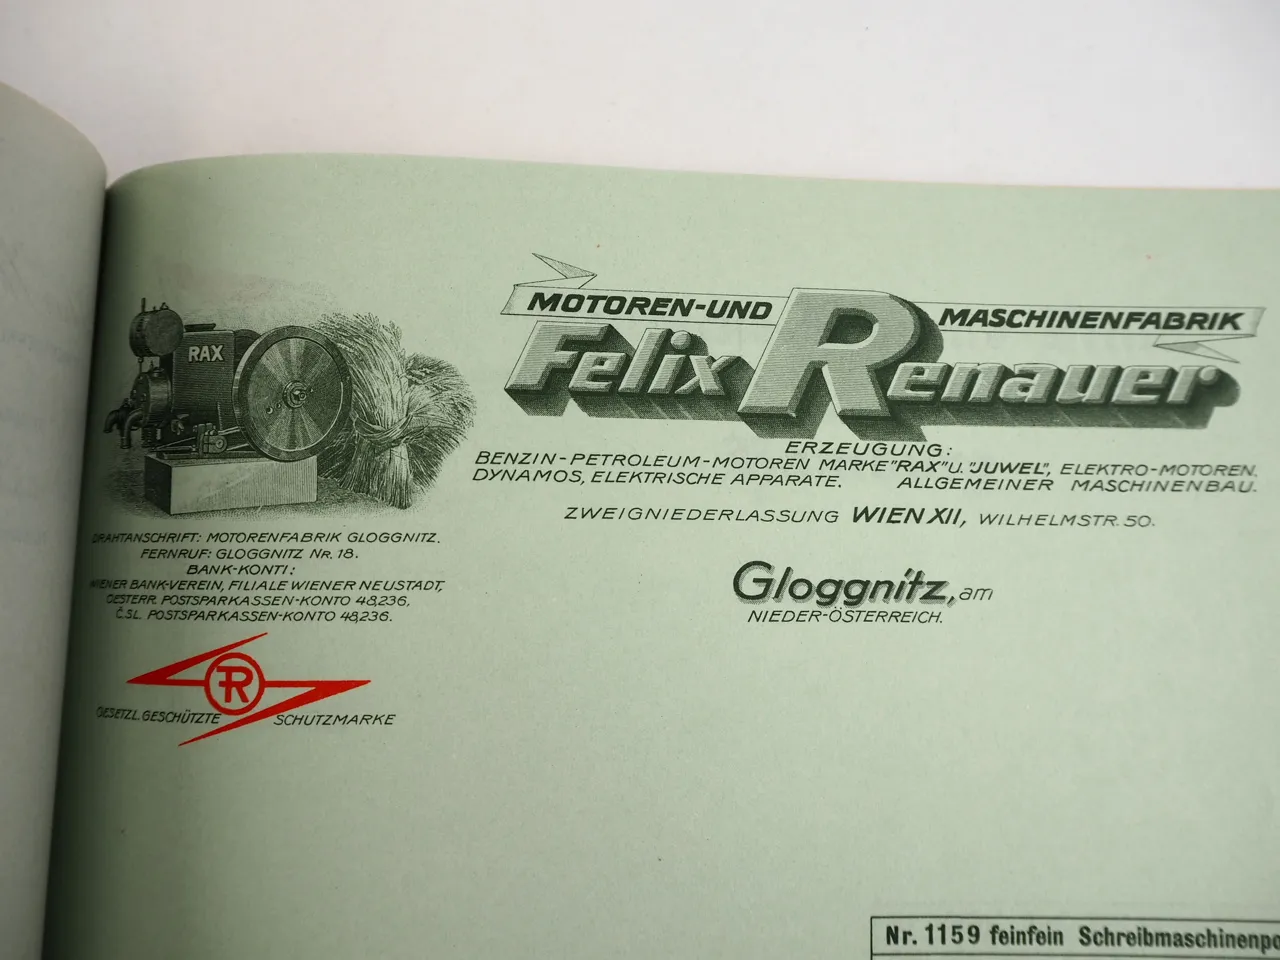 MOTOREN-UND MASCHINENFABRIK
Felix Renauer
ERZEUGUNG:
BENZIN-PETROLEUM-MOTOREN MARKE "RAX" U. "JUWEL", ELEKTRO-MOTOREN.
DYNAMOS, ELEKTRISCHE APPARATE. ALLGEMEINER MASCHINENBAU.
ZWEIGNIEDERLASSUNG WIEN XII, WILHELMSTR. 50.
Gloggnitz, am
NIEDER-ÖSTERREICH.
RAX
DRAHTANSCHRIFT: MOTORENFABRIK GLOGGNITZ.
FERNRUF: GLOGGNITZ NR. 18.
BANK-KONTI:
WIENER BANK-VEREIN, FILIALE WIENER NEUSTADT,
OESTERR. POSTSPARKASSEN-KONTO 48,236,
Č.SL. POSTSPARKASSEN-KONTO 48,236.
FR
GESETZL. GESCHÜTZTE SCHUTZMARKE
Nr. 1159 feinfein Schreibmaschinenpo